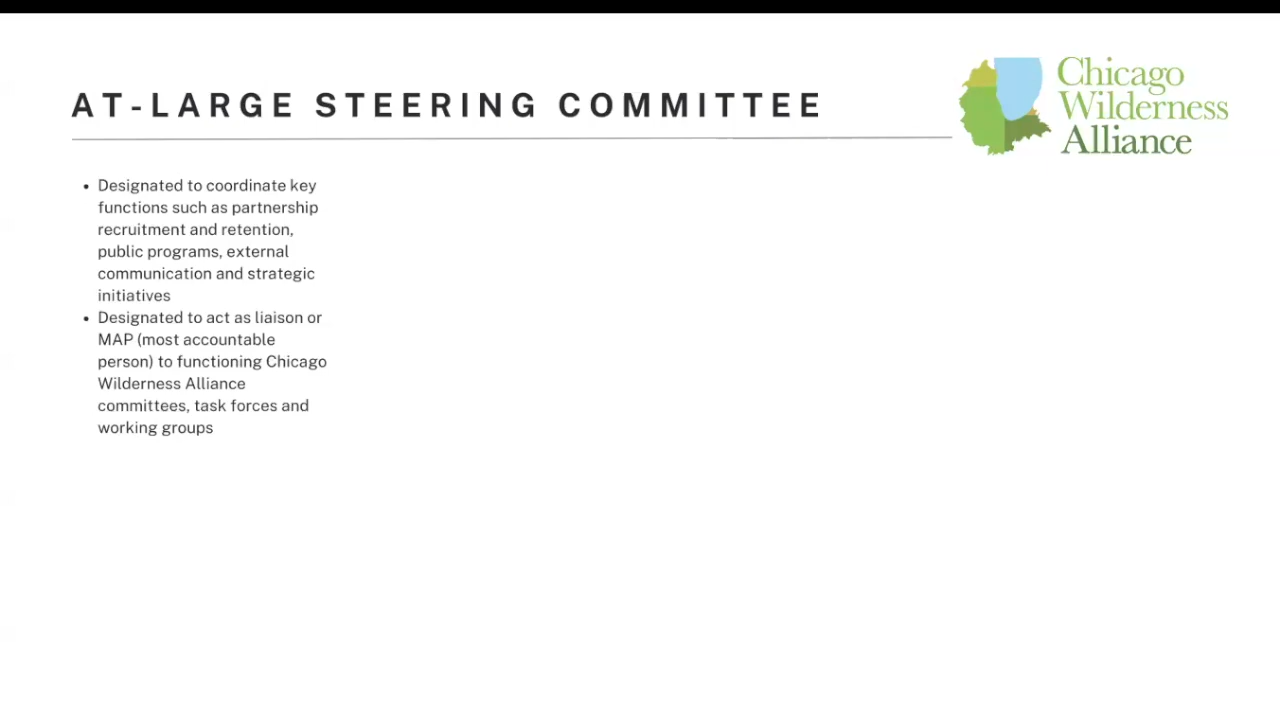 AT-LARGE STEERING COMMITTEE
Chicago
Wilderness
Alliance
• Designated to coordinate key
functions such as partnership
recruitment and retention,
public programs, external
communication and strategic
initiatives
• Designated to act as liaison or
MAP (most accountable
person) to functioning Chicago
Wilderness Alliance
committees, task forces and
working groups